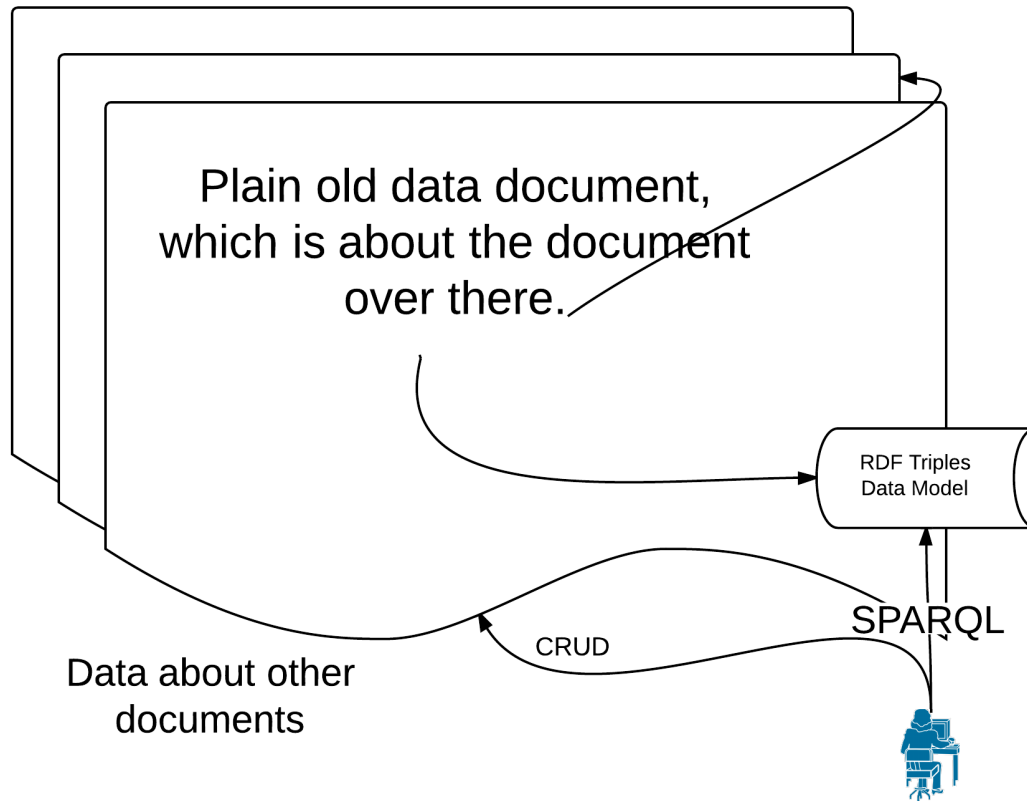 Plain old data document,
which is about the document
over there.
RDF Triples
Data Model
SPARQL
CRUD
Data about other
documents